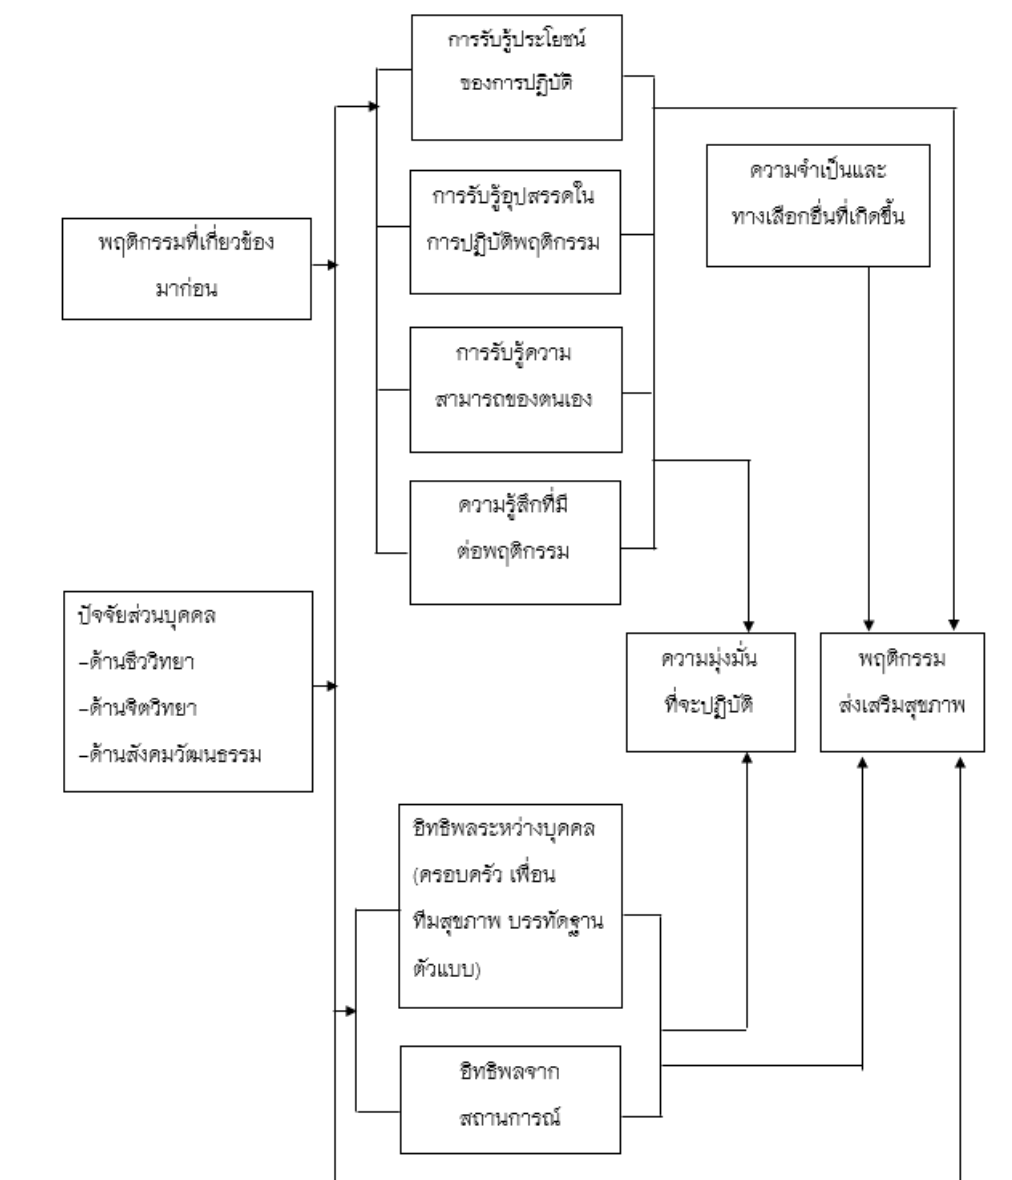 การรับรู้ประโยชน์
ของการปฏิบัติ
การรับรู้อุปสรรคใน
การปฏิบัติพฤติกรรม
ความจำเป็นและ
ทางเลือกอื่นที่เกิดขึ้น
พฤติกรรมที่เกี่ยวข้อง
มาก่อน
การรับรู้ความ
สามารถของตนเอง
ความรู้สึกที่มี
ต่อพฤติกรรม
ปัจจัยส่วนบุคคล
-ด้านชีววิทยา
-ด้านจิตวิทยา
-ด้านสังคมวัฒนธรรม
ความมุ่งมั่น
ที่จะปฏิบัติ
พฤติกรรม
ส่งเสริมสุขภาพ
อิทธิพลระหว่างบุคคล
(ครอบครัว เพื่อน
ทีมสุขภาพ บรรทัดฐาน
ตัวแบบ)
อิทธิพลจาก
สถานการณ์